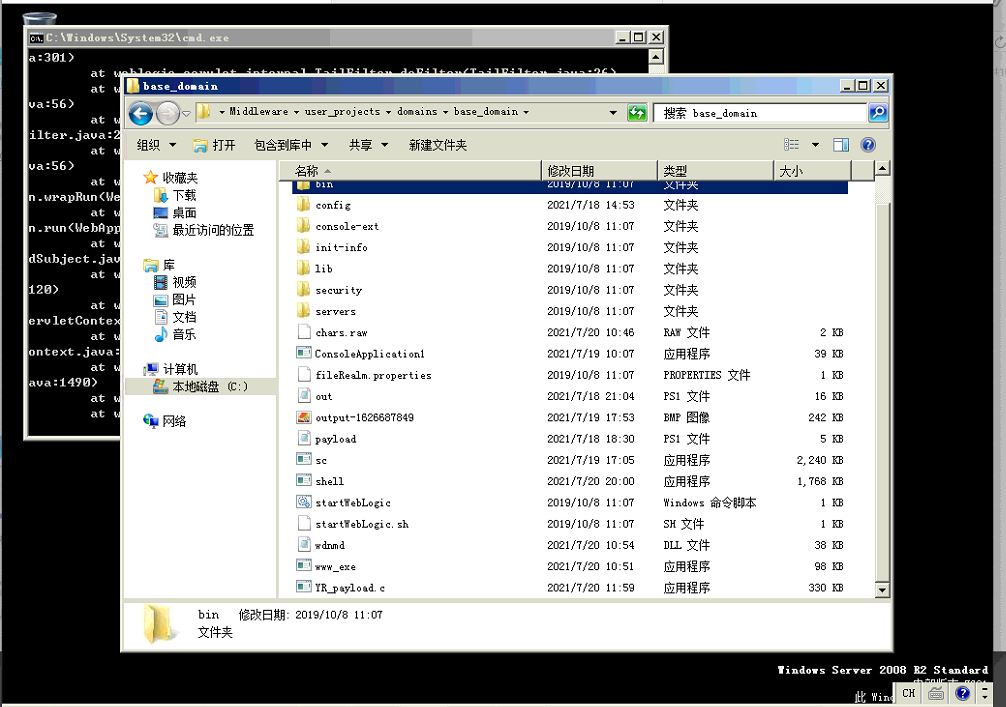 C:\Windows\System32\cmd.exe
a:301)
at weblogic.servlet.internal.TailFilter.doFilter(TailFilter.java:26)
at w
va:56)
at w
ilter.java:2
at w
va:56)
at w
n.wrapRun(We
at w
n.run(WebApp
at w
dSubject.jav
at w
120)
at w
ervletContex
at w
ontext.java:
at w
ava:1490)
at w
at w
base_domain
Middleware user_projects domains base_domain
搜索 base_domain
组织 打开 包含到库中 共享 新建文件夹
收藏夹
下载
桌面
最近访问的位置
库
视频
图片
文档
音乐
计算机
本地磁盘 (C:)
网络
名称 修改日期 类型 大小
bin 2019/10/8 11:07 文件夹
config 2021/7/18 14:53 文件夹
console-ext 2019/10/8 11:07 文件夹
init-info 2019/10/8 11:07 文件夹
lib 2019/10/8 11:07 文件夹
security 2019/10/8 11:07 文件夹
servers 2019/10/8 11:07 文件夹
chars.raw 2021/7/20 10:46 RAW 文件 2 KB
ConsoleApplication1 2021/7/19 10:07 应用程序 39 KB
fileRealm.properties 2019/10/8 11:07 PROPERTIES 文件 1 KB
out 2021/7/18 21:04 PS1 文件 16 KB
output-1626687849 2021/7/19 17:53 BMP 图像 242 KB
payload 2021/7/18 18:30 PS1 文件 5 KB
sc 2021/7/19 17:05 应用程序 2,240 KB
shell 2021/7/20 20:00 应用程序 1,768 KB
startWebLogic 2019/10/8 11:07 Windows 命令脚本 1 KB
startWebLogic.sh 2019/10/8 11:07 SH 文件 1 KB
wdnmd 2021/7/20 10:54 DLL 文件 38 KB
www_exe 2021/7/20 10:51 应用程序 98 KB
YR_payload.c 2021/7/20 11:59 应用程序 330 KB
bin 修改日期: 2019/10/8 11:07
文件夹
Windows Server 2008 R2 Standard
此 Wind
CH